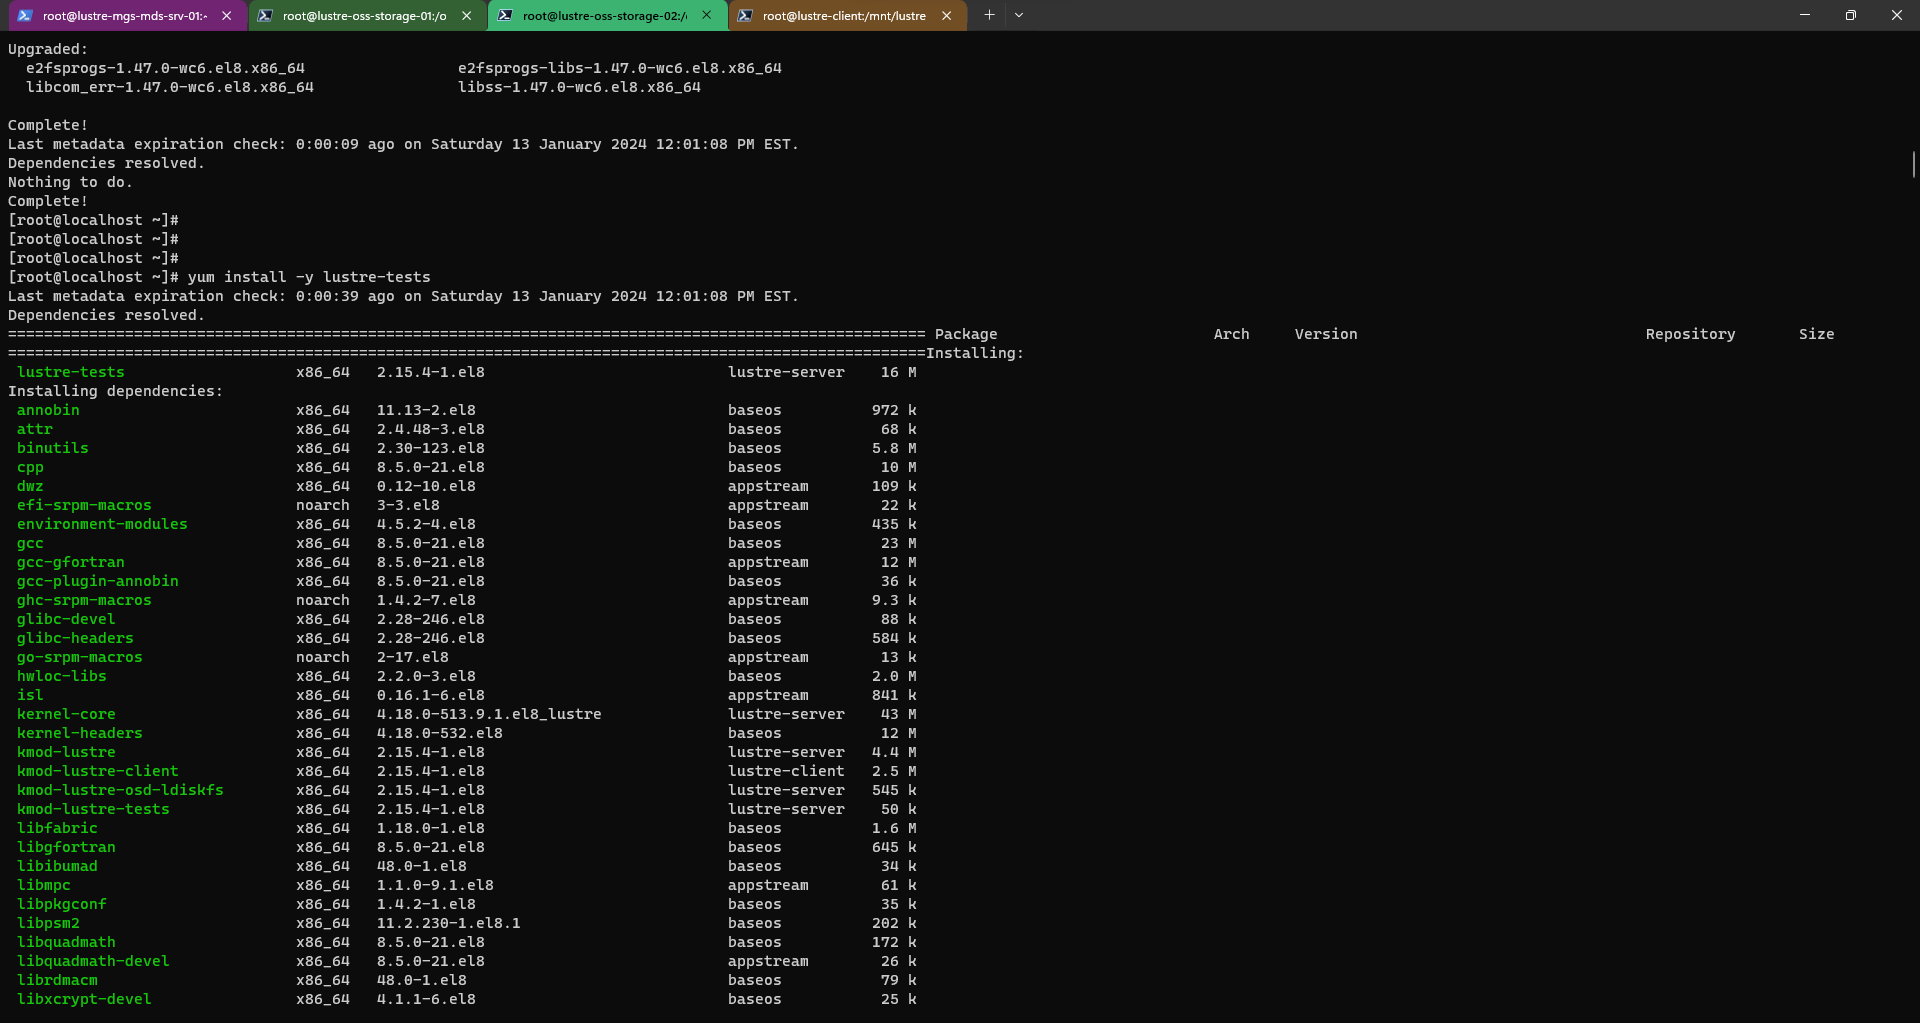 root@lustre-mgs-mds-srv-01:~ root@lustre-oss-storage-01:/o root@lustre-oss-storage-02:/ root@lustre-client:/mnt/lustre
Upgraded:
e2fsprogs-1.47.0-wc6.el8.x86_64 e2fsprogs-libs-1.47.0-wc6.el8.x86_64
libcom_err-1.47.0-wc6.el8.x86_64 libss-1.47.0-wc6.el8.x86_64
Complete!
Last metadata expiration check: 0:00:09 ago on Saturday 13 January 2024 12:01:08 PM EST.
Dependencies resolved.
Nothing to do.
Complete!
[root@localhost ~]#
[root@localhost ~]#
[root@localhost ~]#
[root@localhost ~]# yum install -y lustre-tests
Last metadata expiration check: 0:00:39 ago on Saturday 13 January 2024 12:01:08 PM EST.
Dependencies resolved.
====================================================================================================== Package Arch Version Repository Size
======================================================================================================Installing:
lustre-tests x86_64 2.15.4-1.el8 lustre-server 16 M
Installing dependencies:
annobin x86_64 11.13-2.el8 baseos 972 k
attr x86_64 2.4.48-3.el8 baseos 68 k
binutils x86_64 2.30-123.el8 baseos 5.8 M
cpp x86_64 8.5.0-21.el8 baseos 10 M
dwz x86_64 0.12-10.el8 appstream 109 k
efi-srpm-macros noarch 3-3.el8 appstream 22 k
environment-modules x86_64 4.5.2-4.el8 baseos 435 k
gcc x86_64 8.5.0-21.el8 baseos 23 M
gcc-gfortran x86_64 8.5.0-21.el8 appstream 12 M
gcc-plugin-annobin x86_64 8.5.0-21.el8 baseos 36 k
ghc-srpm-macros noarch 1.4.2-7.el8 appstream 9.3 k
glibc-devel x86_64 2.28-246.el8 baseos 88 k
glibc-headers x86_64 2.28-246.el8 baseos 584 k
go-srpm-macros noarch 2-17.el8 appstream 13 k
hwloc-libs x86_64 2.2.0-3.el8 baseos 2.0 M
isl x86_64 0.16.1-6.el8 appstream 841 k
kernel-core x86_64 4.18.0-513.9.1.el8_lustre lustre-server 43 M
kernel-headers x86_64 4.18.0-532.el8 baseos 12 M
kmod-lustre x86_64 2.15.4-1.el8 lustre-server 4.4 M
kmod-lustre-client x86_64 2.15.4-1.el8 lustre-client 2.5 M
kmod-lustre-osd-ldiskfs x86_64 2.15.4-1.el8 lustre-server 545 k
kmod-lustre-tests x86_64 2.15.4-1.el8 lustre-server 50 k
libfabric x86_64 1.18.0-1.el8 baseos 1.6 M
libgfortran x86_64 8.5.0-21.el8 baseos 645 k
libibumad x86_64 48.0-1.el8 baseos 34 k
libmpc x86_64 1.1.0-9.1.el8 appstream 61 k
libpkgconf x86_64 1.4.2-1.el8 baseos 35 k
libpsm2 x86_64 11.2.230-1.el8.1 baseos 202 k
libquadmath x86_64 8.5.0-21.el8 baseos 172 k
libquadmath-devel x86_64 8.5.0-21.el8 appstream 26 k
librdmacm x86_64 48.0-1.el8 baseos 79 k
libxcrypt-devel x86_64 4.1.1-6.el8 baseos 25 k